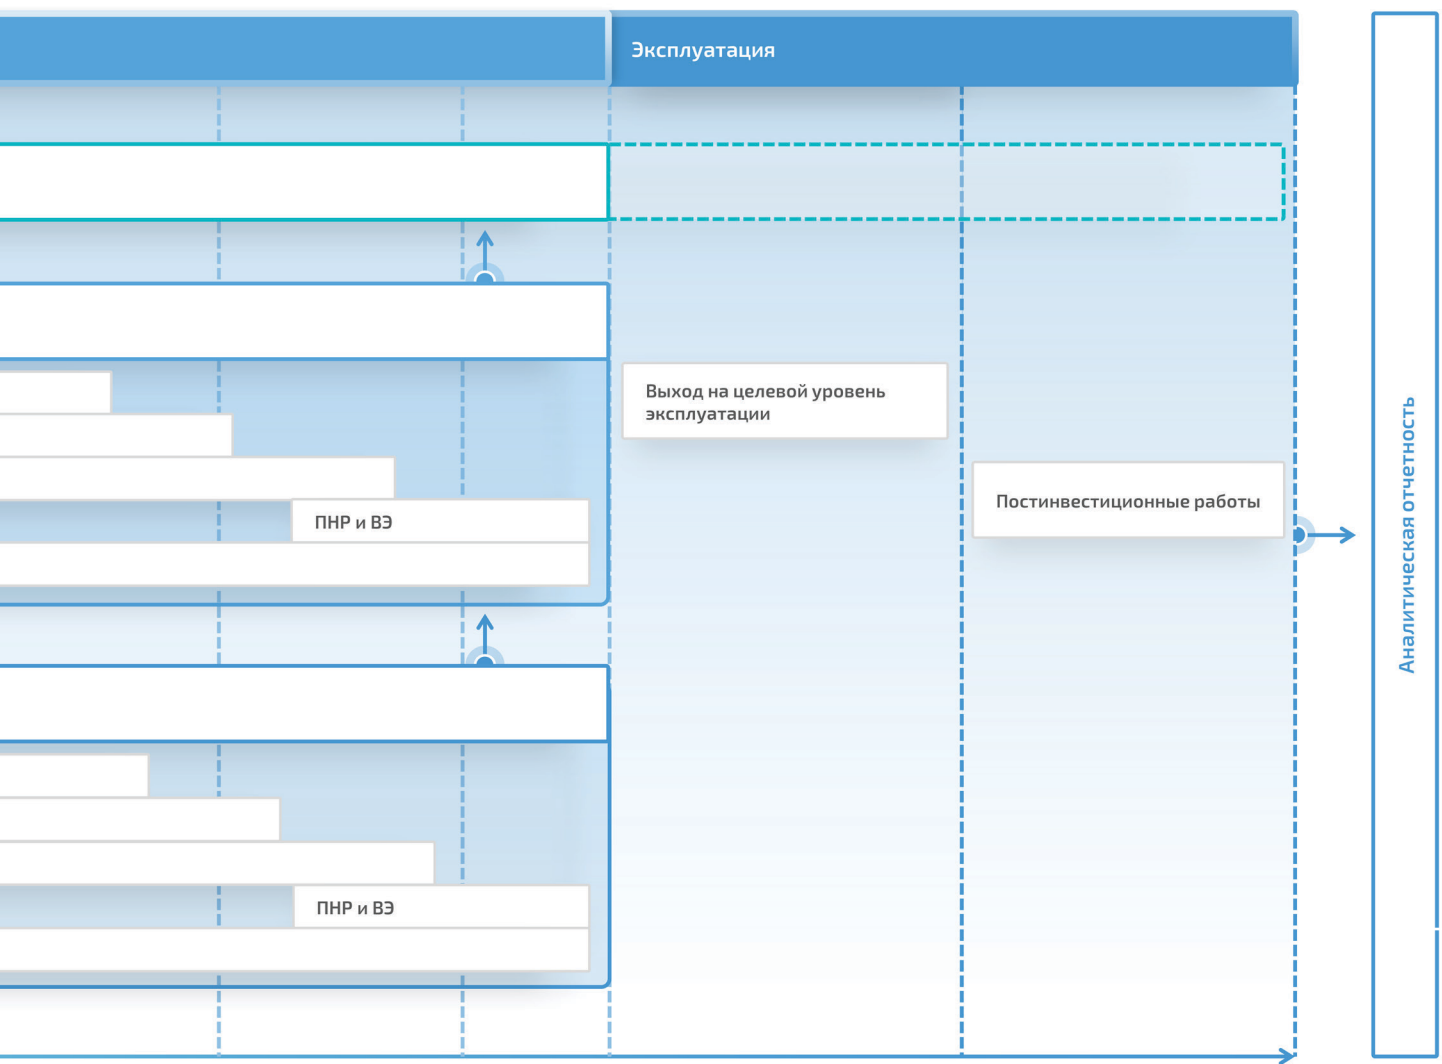 Эксплуатация
Выход на целевой уровень
эксплуатации
Постинвестиционные работы
ПНР и ВЭ
ПНР и ВЭ
Аналитическая отчетность